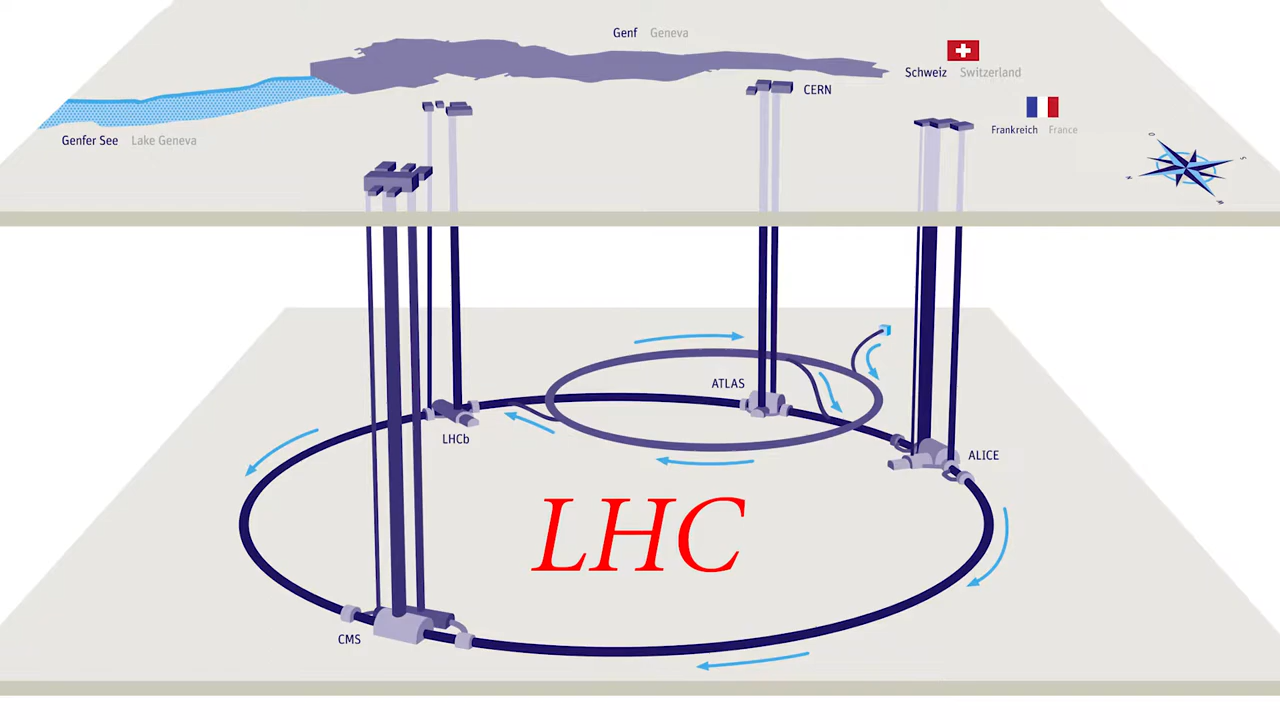 Genf Geneva
Schweiz Switzerland
CERN
Frankreich France
Genfer See Lake Geneva
ATLAS
LHCb
ALICE
LHC
CMS